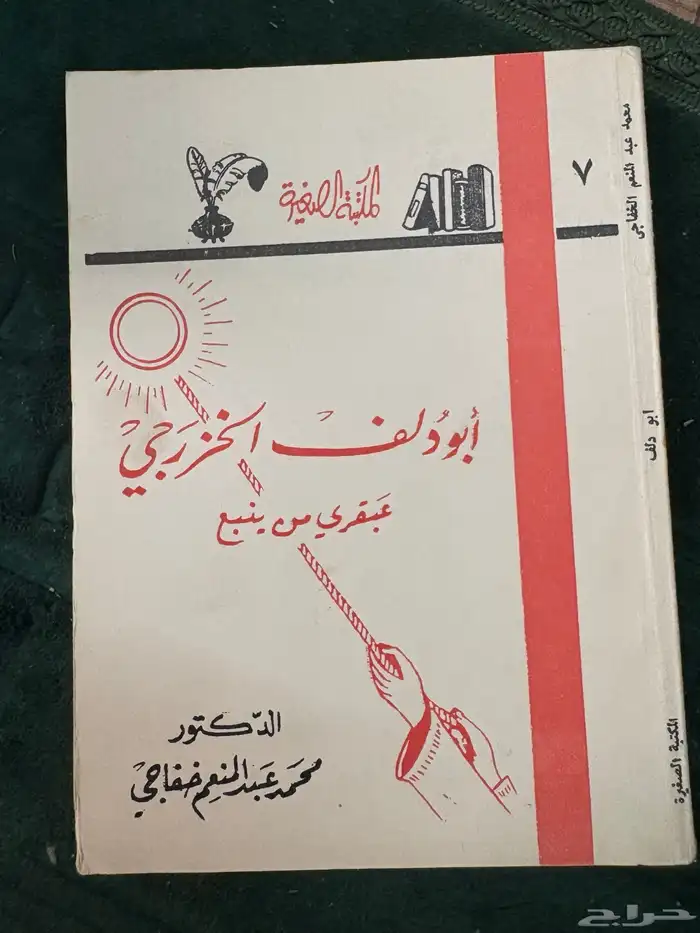 ٧
المكتبة الصغيرة
أبو دلف الخزرجي
عبقري من ينبع
الدكتور
محمد عبد المنعم خفاجي
محمد عبد المنعم الخفاجي
ابو دلف
المكتبة الصغيرة
حراج